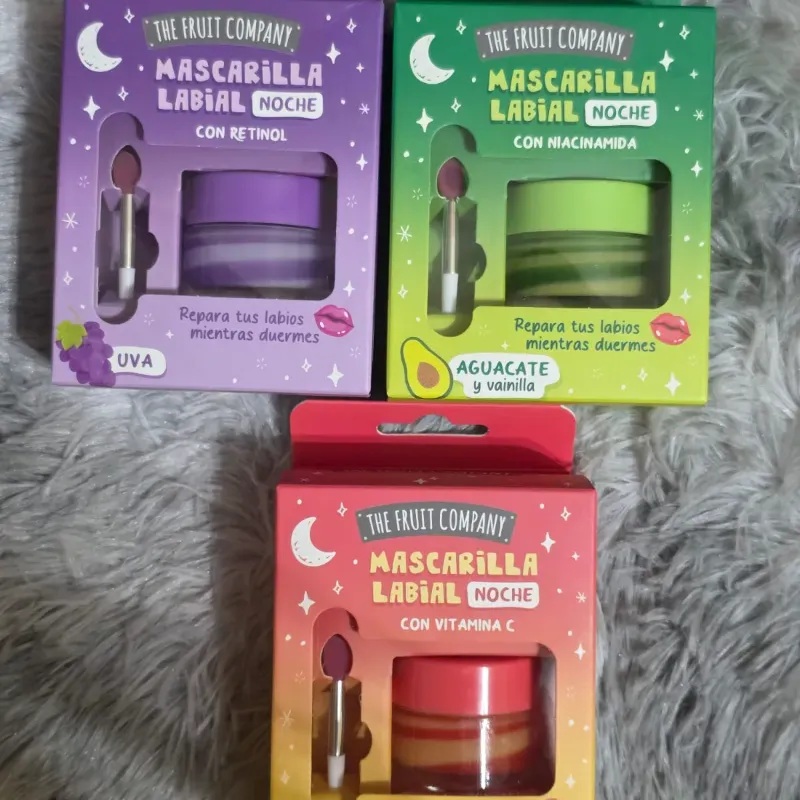 THE FRUIT COMPANY
MASCARILLA
LABIAL NOCHE
CON RETINOL
Repara tus labios
mientras duermes
UVA
THE FRUIT COMPANY
MASCARILLA
LABIAL NOCHE
CON NIACINAMIDA
Repara tus labios
mientras duermes
AGUACATE
y vainilla
THE FRUIT COMPANY
MASCARILLA
LABIAL NOCHE
CON VITAMINA C